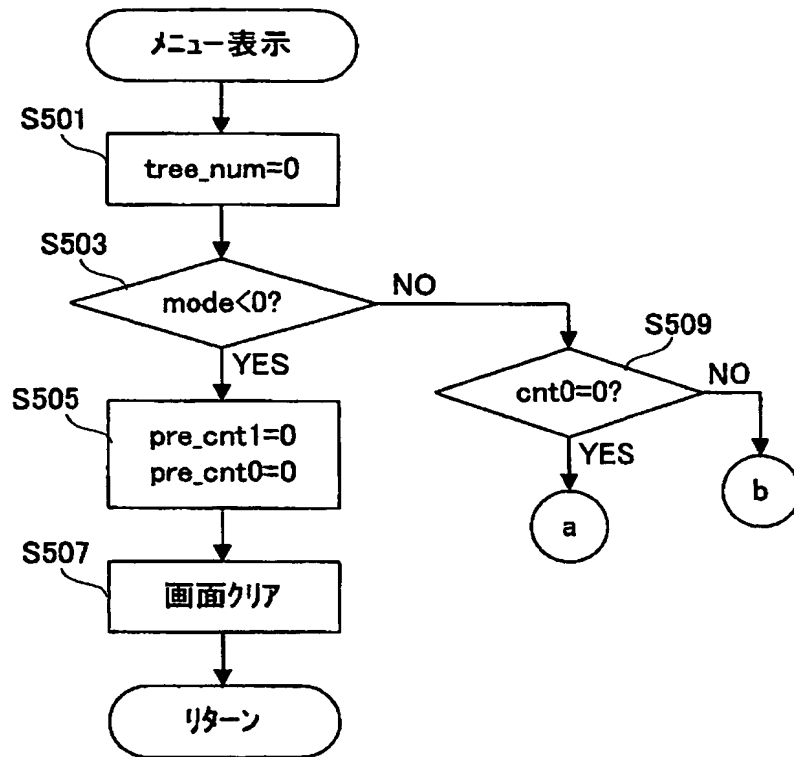 メニュー表示
S501
tree_num=0
S503
mode<0?
NO
YES
S509
cnt0=0?
NO
YES
S505
pre_cnt1=0
pre_cnt0=0
a
b
S507
画面クリア
リターン